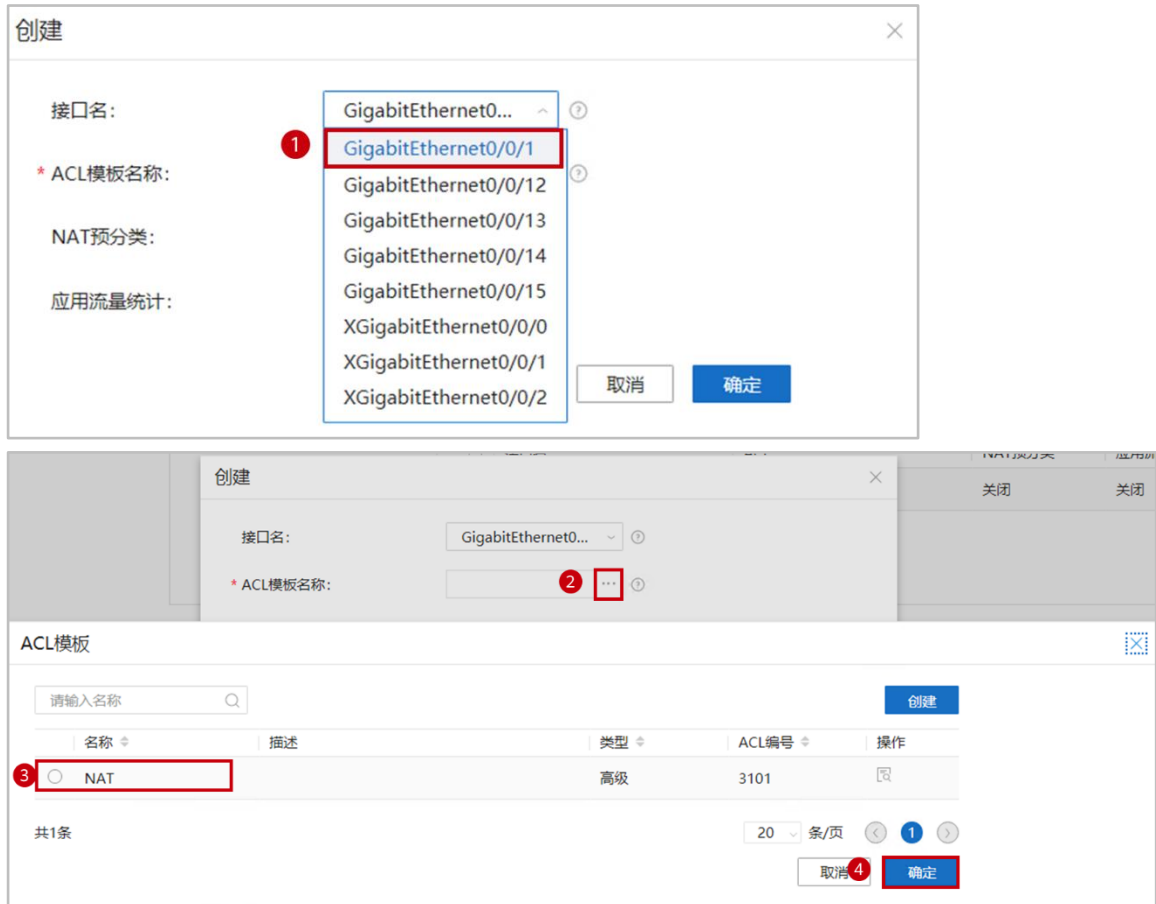 创建
接口名: GigabitEthernet0...
1 GigabitEthernet0/0/1
* ACL模板名称:
GigabitEthernet0/0/12
GigabitEthernet0/0/13
NAT预分类:
GigabitEthernet0/0/14
GigabitEthernet0/0/15
应用流量统计:
XGigabitEthernet0/0/0
XGigabitEthernet0/0/1
XGigabitEthernet0/0/2
取消 确定
创建
关闭 关闭
接口名: GigabitEthernet0...
* ACL模板名称: 2 ...
ACL模板
请输入名称 创建
名称 描述 类型 ACL编号 操作
3 NAT 高级 3101
共1条 20 条/页 1
取消 4 确定